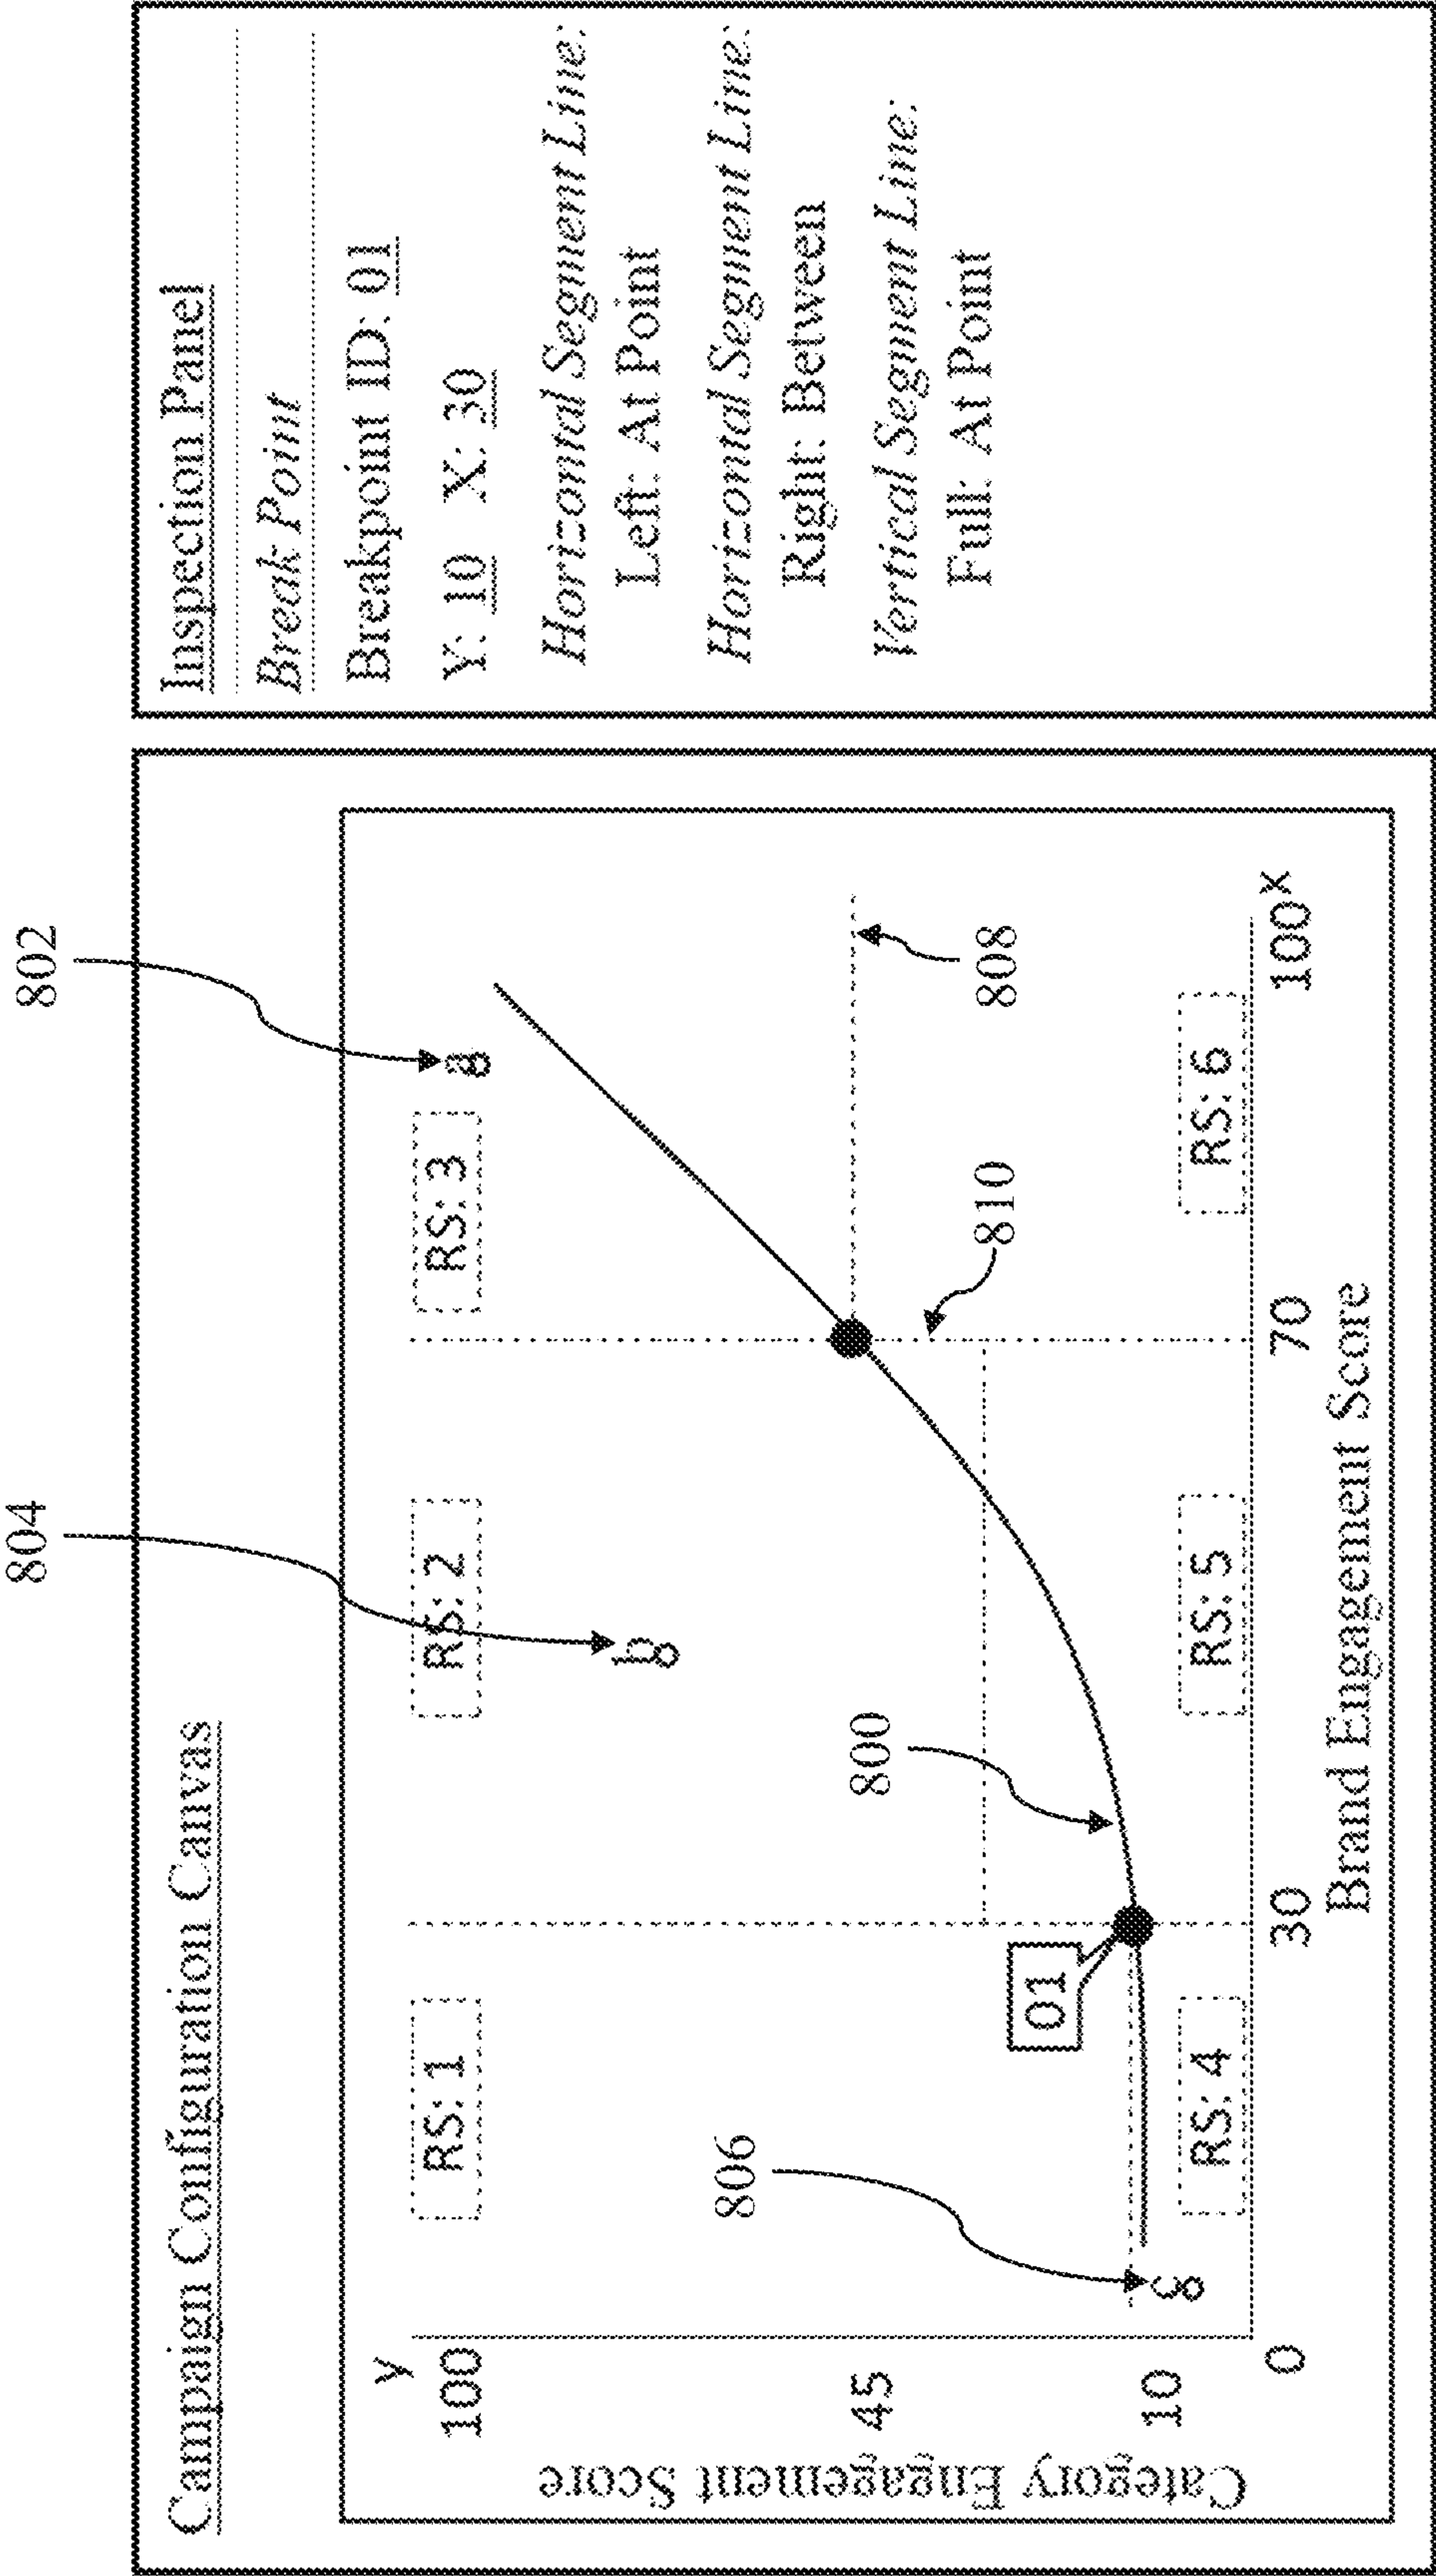 802
804
Campaign Configuration Canvas
y
100
RS: 1
RS: 2
RS: 3
45
10
806
800
808
810
01
RS: 4
RS: 5
RS: 6
0
30
70
100
x
Category Engagement Score
Brand Engagement Score
Inspection Panel
Break Point
Breakpoint ID: 01
Y: 10 X: 30
Horizontal Segment Line:
Left: At Point
Horizontal Segment Line:
Right: Between
Vertical Segment Line:
Full: At Point